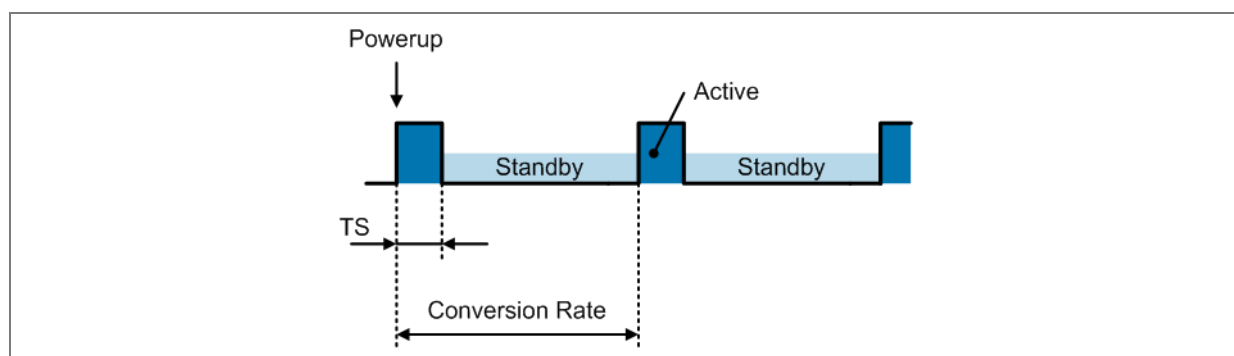 Powerup
Active
Standby
Standby
TS
Conversion Rate